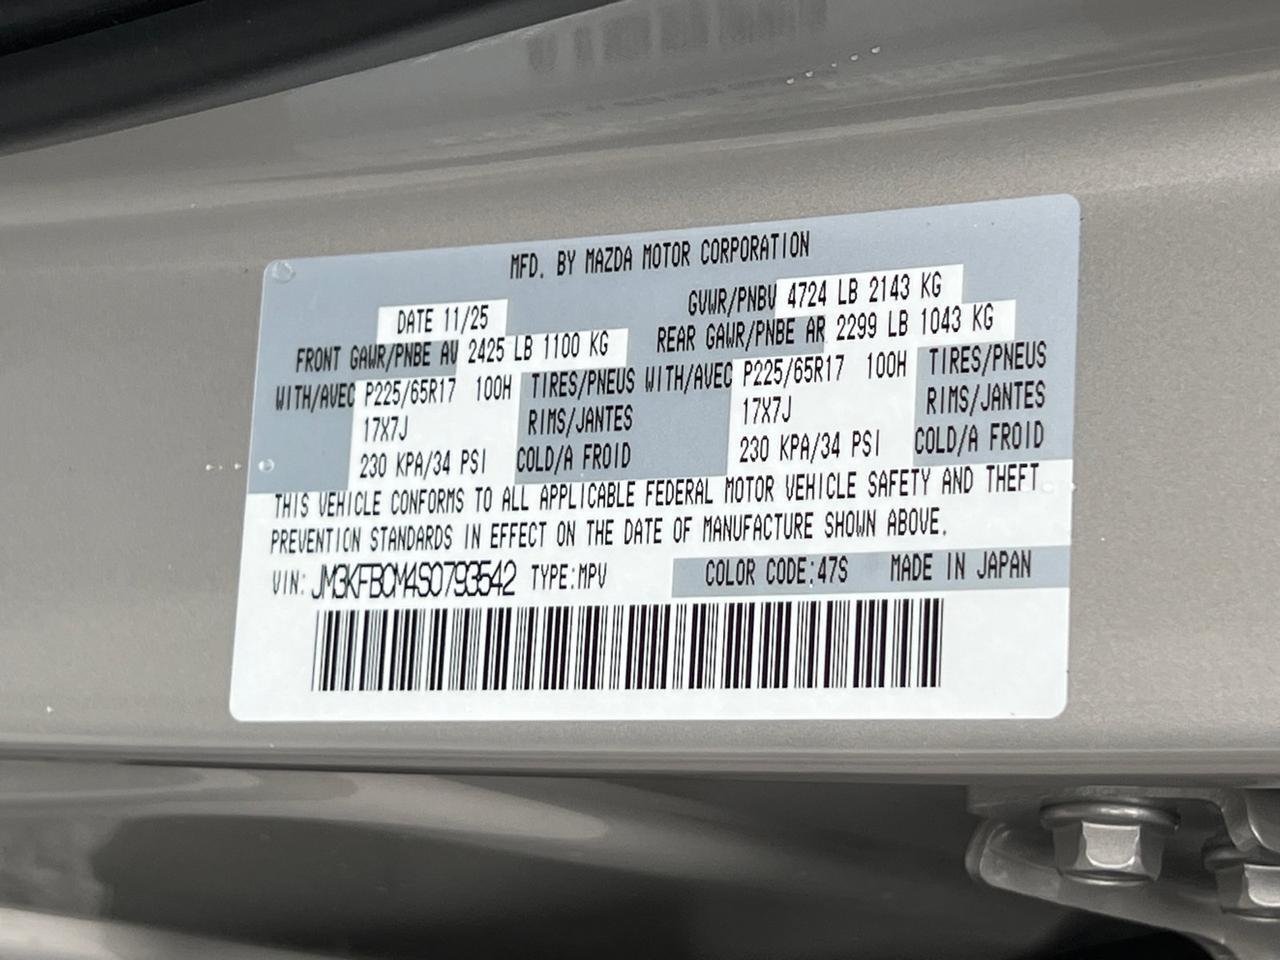 MFD. BY MAZDA MOTOR CORPORATION
DATE 11/25 GVWR/PNBV 4724 LB 2143 KG
FRONT GAWR/PNBE AV 2425 LB 1100 KG REAR GAWR/PNBE AR 2299 LB 1043 KG
WITH/AVEC P225/65R17 100H TIRES/PNEUS WITH/AVEC P225/65R17 100H TIRES/PNEUS
17X7J RIMS/JANTES 17X7J RIMS/JANTES
230 KPA/34 PSI COLD/A FROID 230 KPA/34 PSI COLD/A FROID
THIS VEHICLE CONFORMS TO ALL APPLICABLE FEDERAL MOTOR VEHICLE SAFETY AND THEFT
PREVENTION STANDARDS IN EFFECT ON THE DATE OF MANUFACTURE SHOWN ABOVE.
VIN: JM3KFBCM4S0793542 TYPE:MPV COLOR CODE:47S MADE IN JAPAN